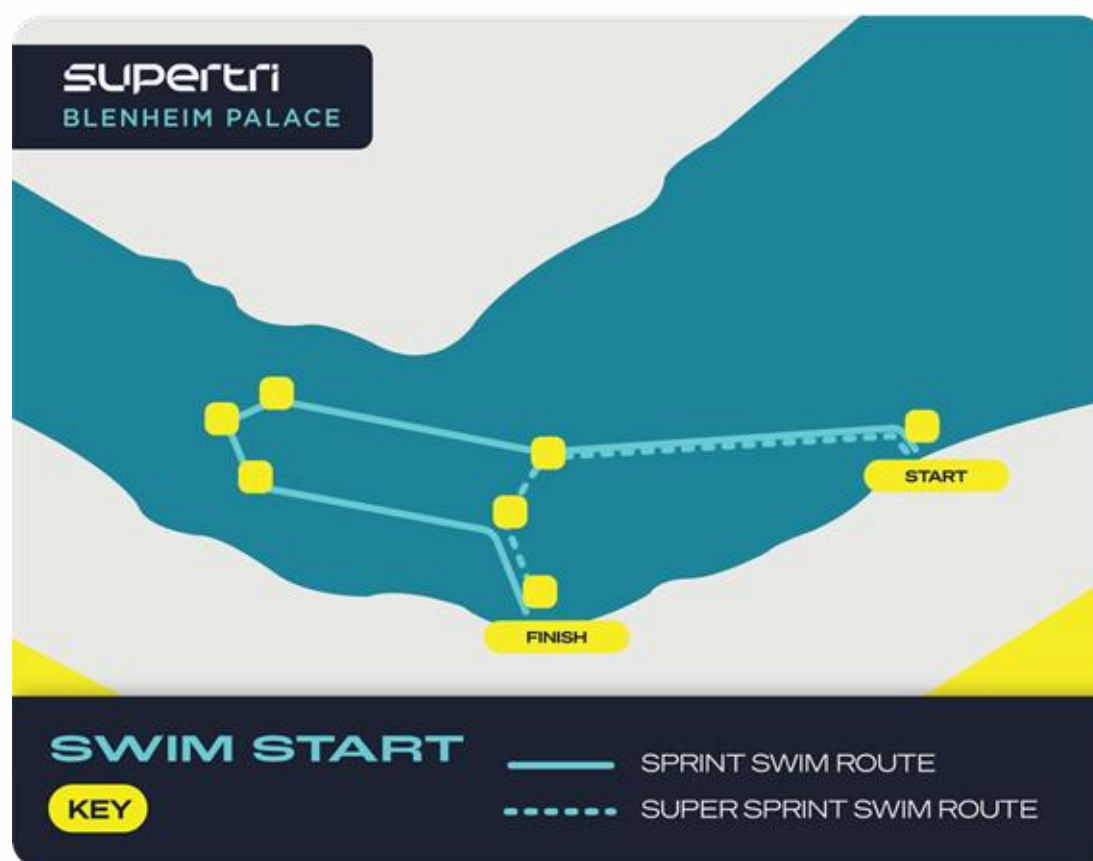 supertri
BLENHEIM PALACE
START
FINISH
SWIM START
KEY
SPRINT SWIM ROUTE
SUPER SPRINT SWIM ROUTE